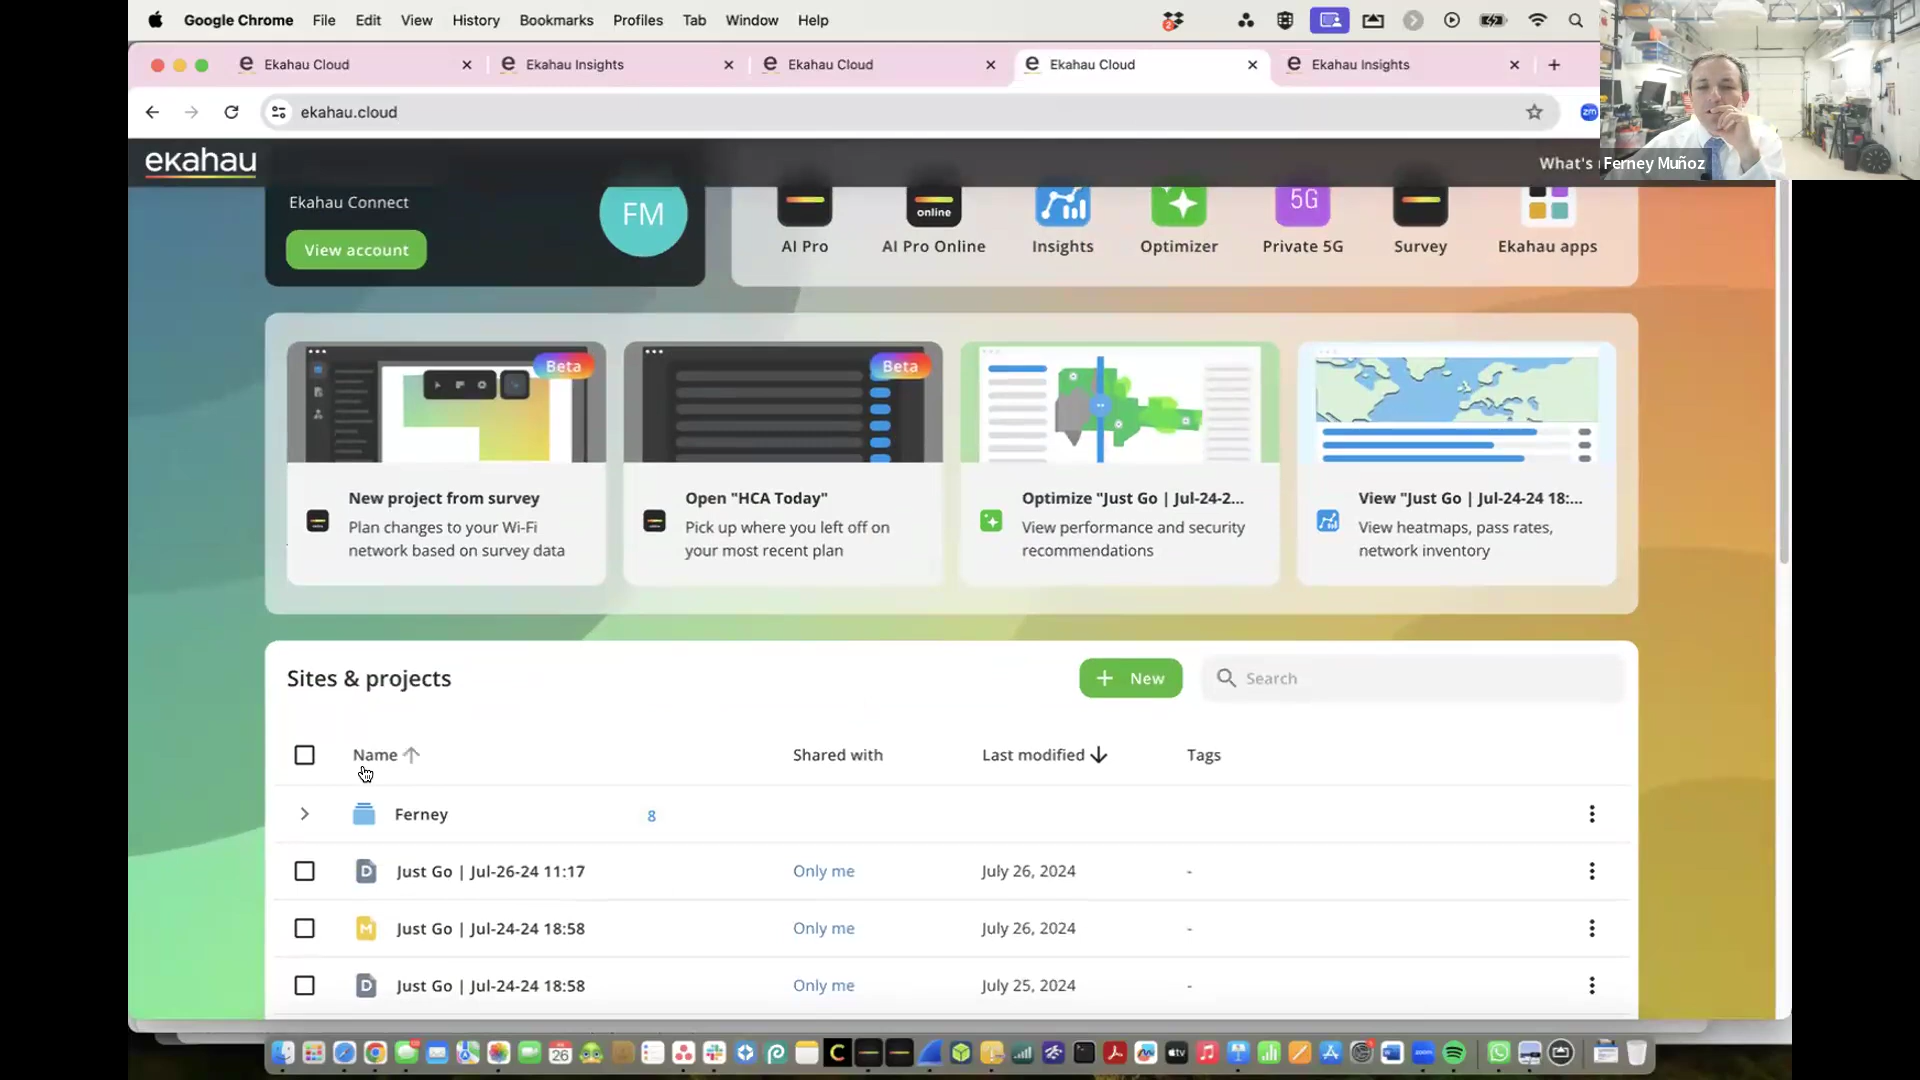 Google Chrome File Edit View History Bookmarks Profiles Tab Window Help
Ekahau Cloud Ekahau Insights Ekahau Cloud Ekahau Cloud Ekahau Insights
ekahau.cloud
zm
ekahau
What's
Ferney Muñoz
Ekahau Connect
FM
View account
online
5G
AI Pro AI Pro Online Insights Optimizer Private 5G Survey Ekahau apps
Beta
Beta
New project from survey
Plan changes to your Wi-Fi
network based on survey data
Open "HCA Today"
Pick up where you left off on
your most recent plan
Optimize "Just Go | Jul-24-2...
View performance and security
recommendations
View "Just Go | Jul-24-24 18:...
View heatmaps, pass rates,
network inventory
Sites & projects
+ New
Search
Name Shared with Last modified Tags
Ferney 8
D Just Go | Jul-26-24 11:17 Only me July 26, 2024 -
M Just Go | Jul-24-24 18:58 Only me July 26, 2024 -
D Just Go | Jul-24-24 18:58 Only me July 25, 2024 -
26
tv